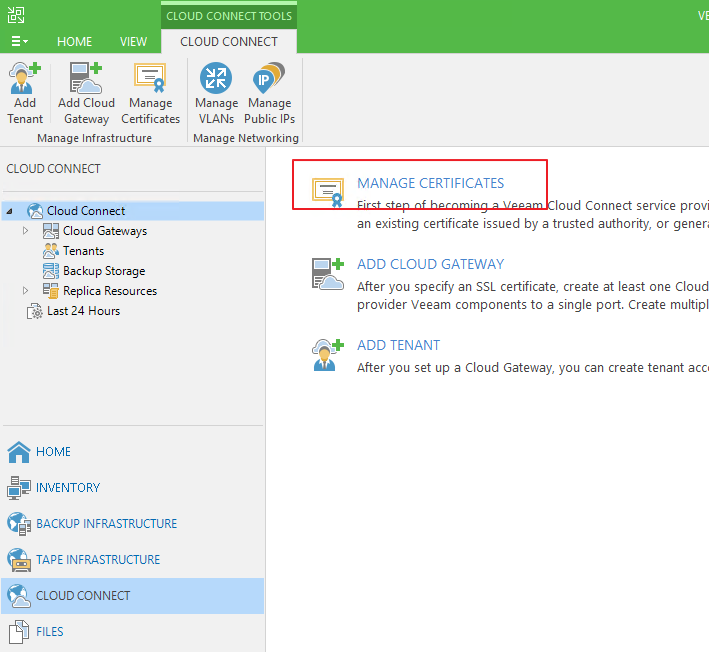 CLOUD CONNECT TOOLS
VE
HOME VIEW CLOUD CONNECT
Add Tenant
Add Cloud Gateway
Manage Certificates
Manage VLANs
IP
Manage Public IPs
Manage Infrastructure
Manage Networking
CLOUD CONNECT
Cloud Connect
Cloud Gateways
Tenants
Backup Storage
Replica Resources
Last 24 Hours
HOME
INVENTORY
BACKUP INFRASTRUCTURE
TAPE INFRASTRUCTURE
CLOUD CONNECT
FILES
MANAGE CERTIFICATES
First step of becoming a Veeam Cloud Connect service provi
an existing certificate issued by a trusted authority, or genera
ADD CLOUD GATEWAY
After you specify an SSL certificate, create at least one Cloud
provider Veeam components to a single port. Create multipl
ADD TENANT
After you set up a Cloud Gateway, you can create tenant acco